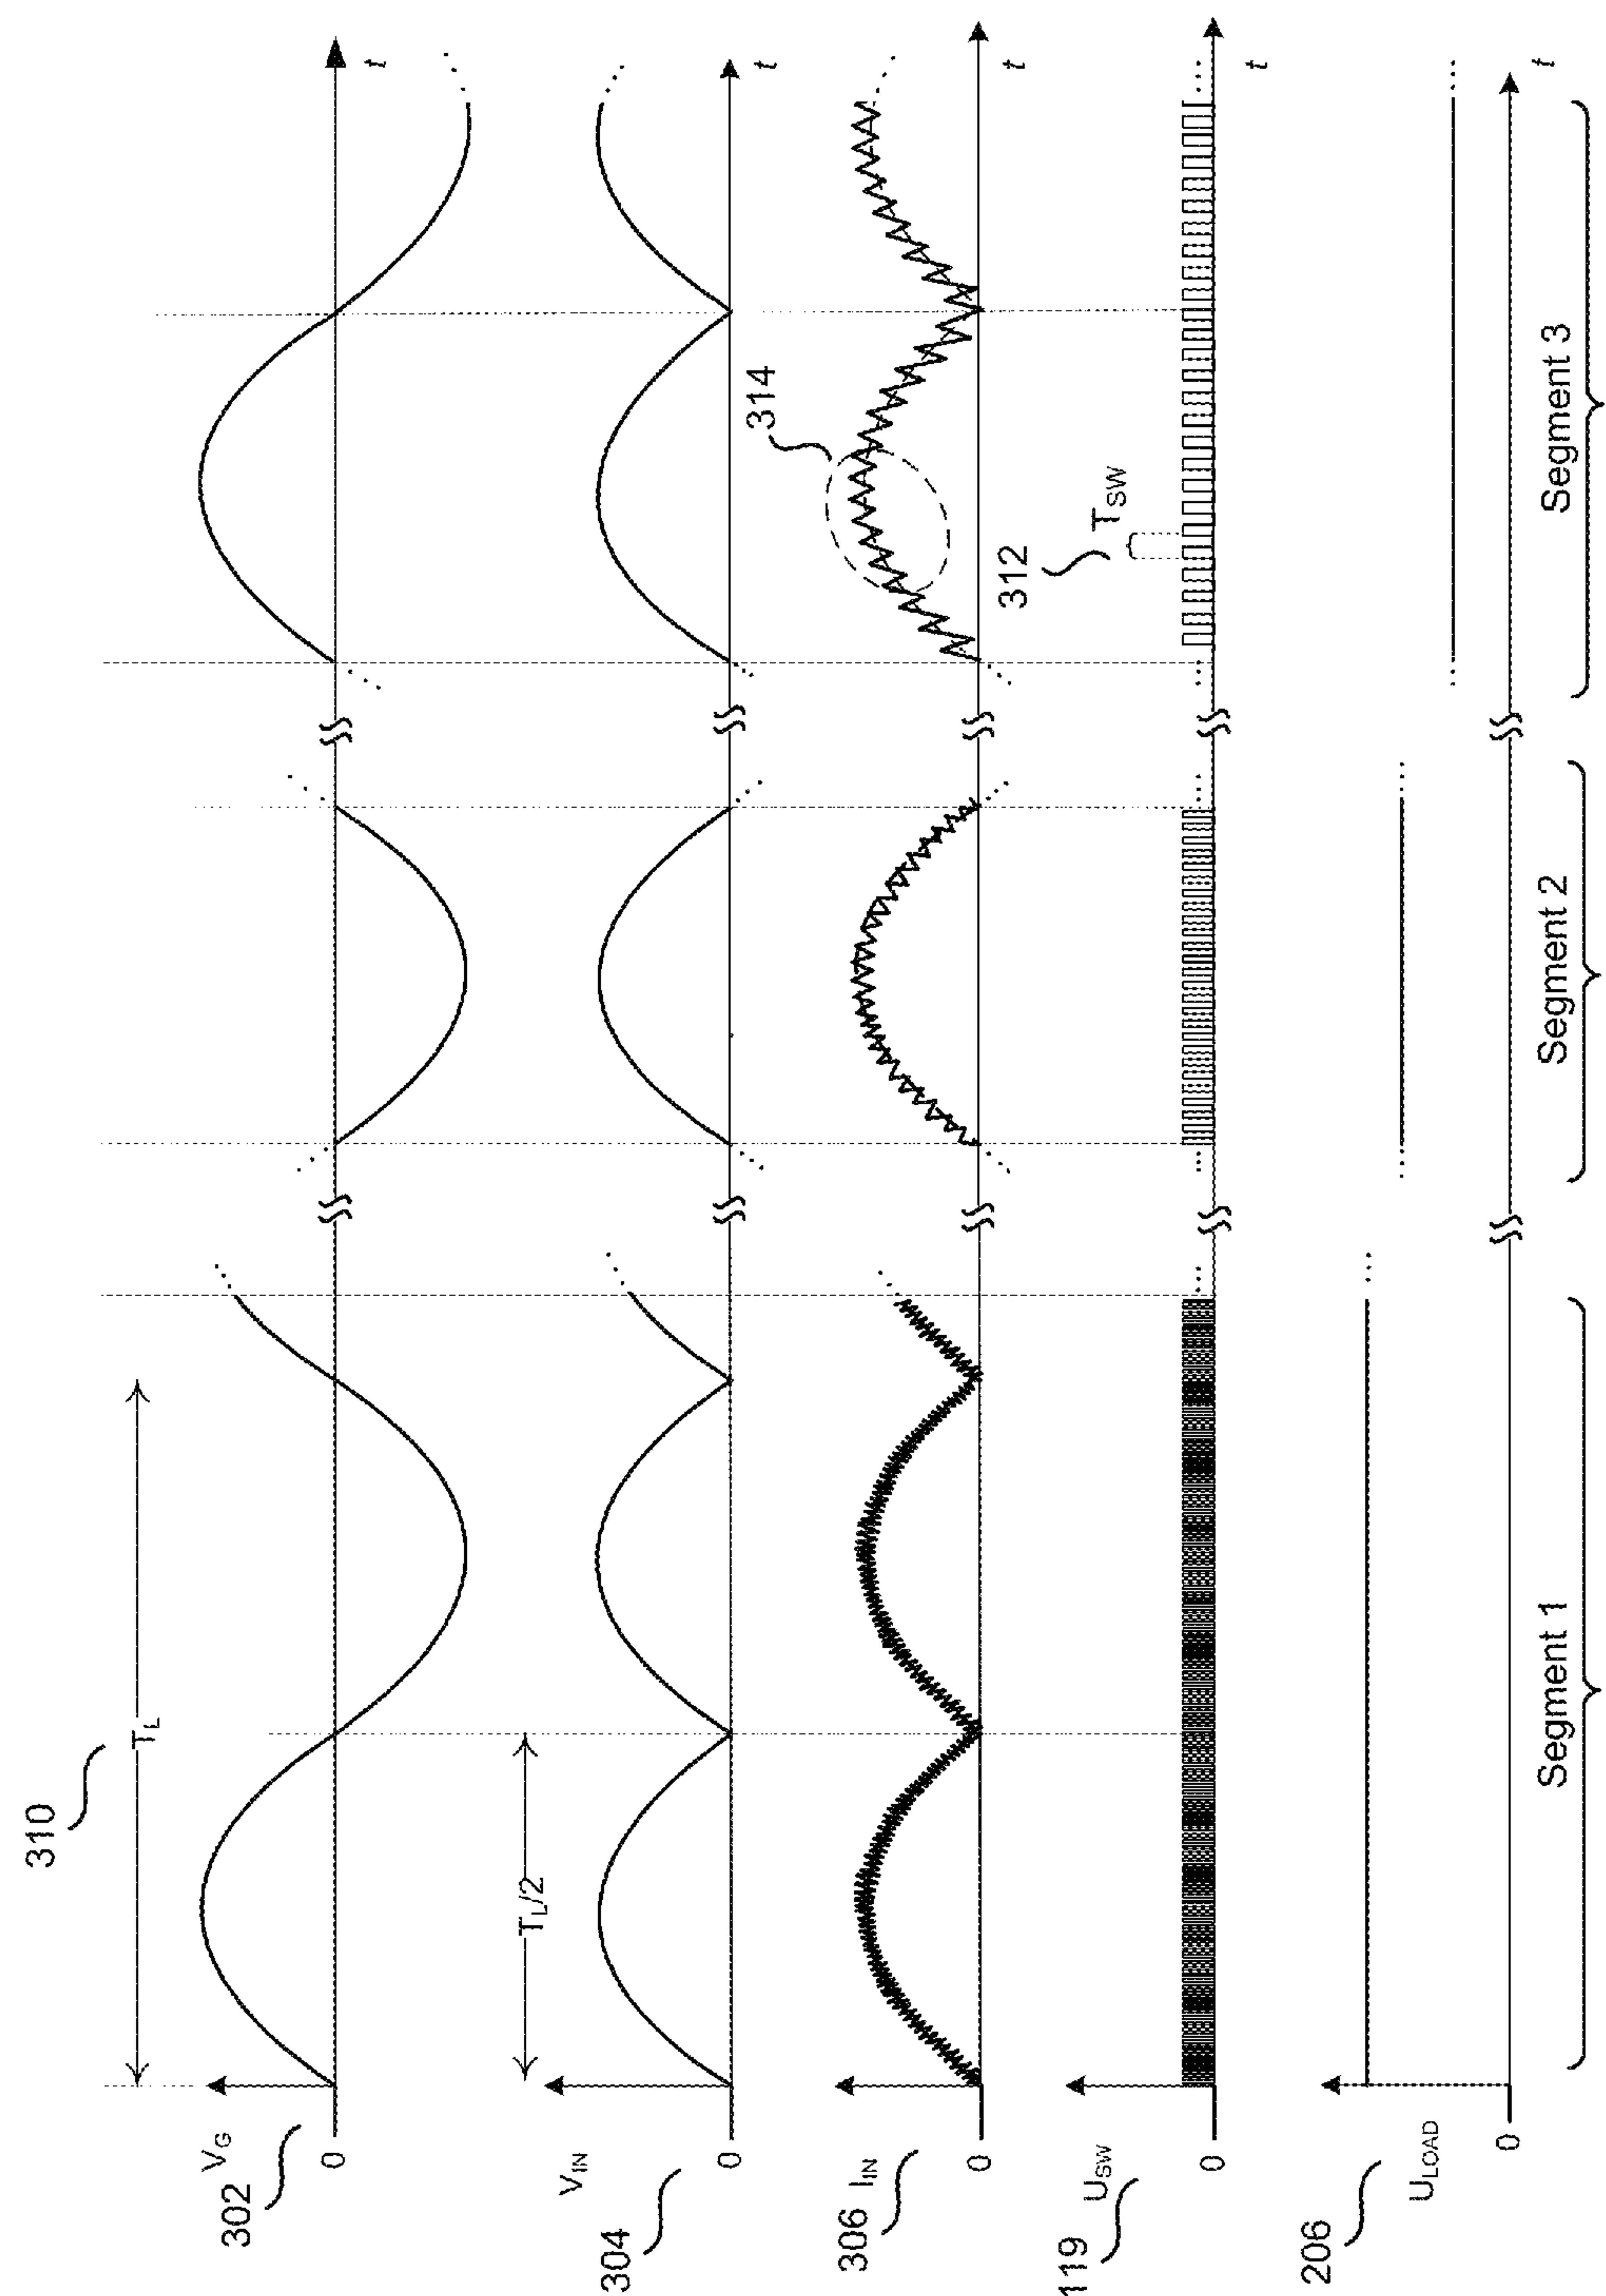 310
T_L
V_G
302
0
t
T_L/2
V_IN
304
0
t
314
I_IN
306
0
t
312
T_SW
U_SW
119
0
t
U_LOAD
206
0
t
Segment 1
Segment 2
Segment 3